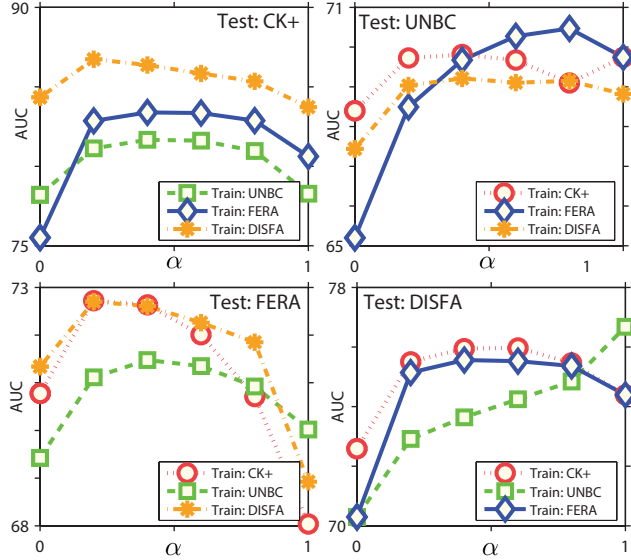 90
Test: CK+
AUC
Train: UNBC
Train: FERA
Train: DISFA
75
0
α
1
71
Test: UNBC
AUC
Train: CK+
Train: FERA
Train: DISFA
65
0
α
1
73
Test: FERA
AUC
Train: CK+
Train: UNBC
Train: DISFA
68
0
α
1
78
Test: DISFA
AUC
Train: CK+
Train: UNBC
Train: FERA
70
0
α
1